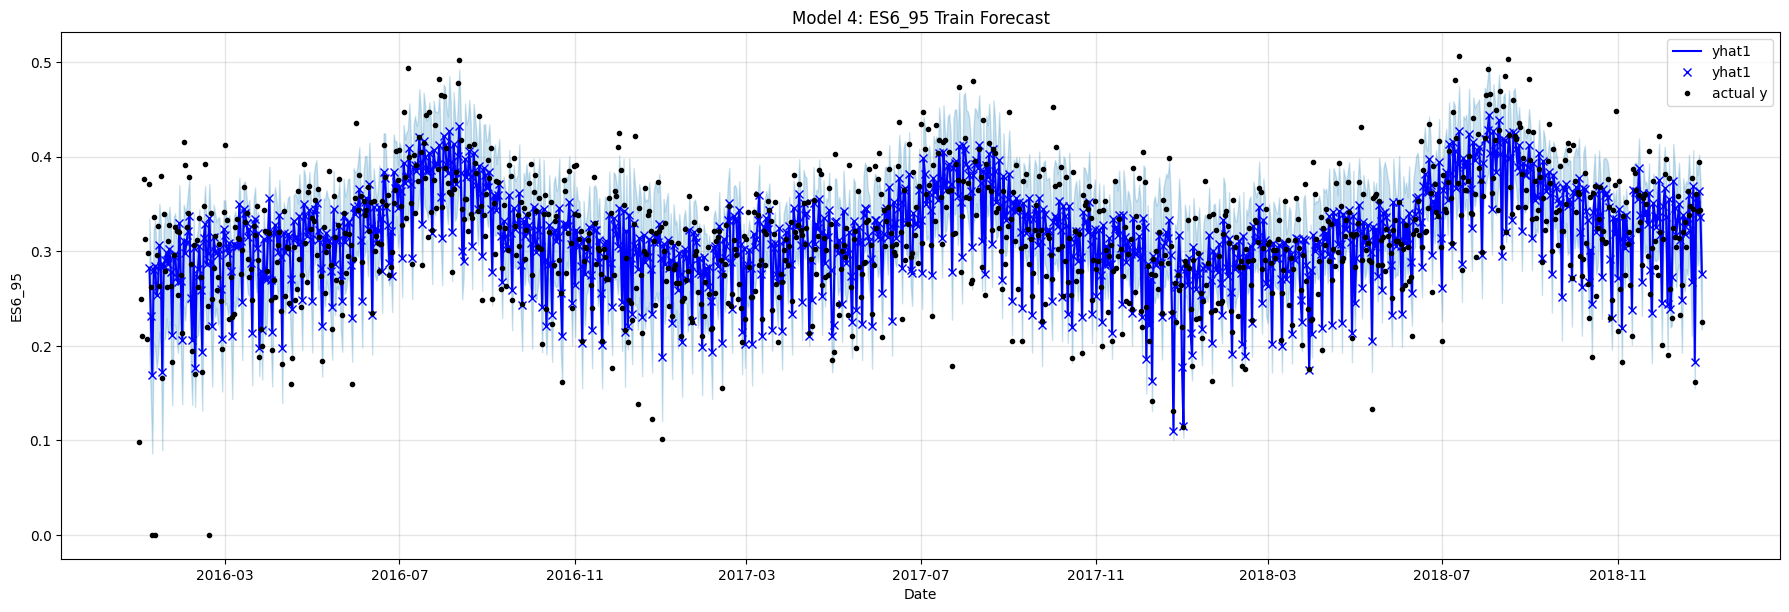 Model 4: ES6_95 Train Forecast
yhat1
yhat1
actual y
ES6_95
0.5
0.4
0.3
0.2
0.1
0.0
2016-03
2016-07
2016-11
2017-03
2017-07
2017-11
2018-03
2018-07
2018-11
Date